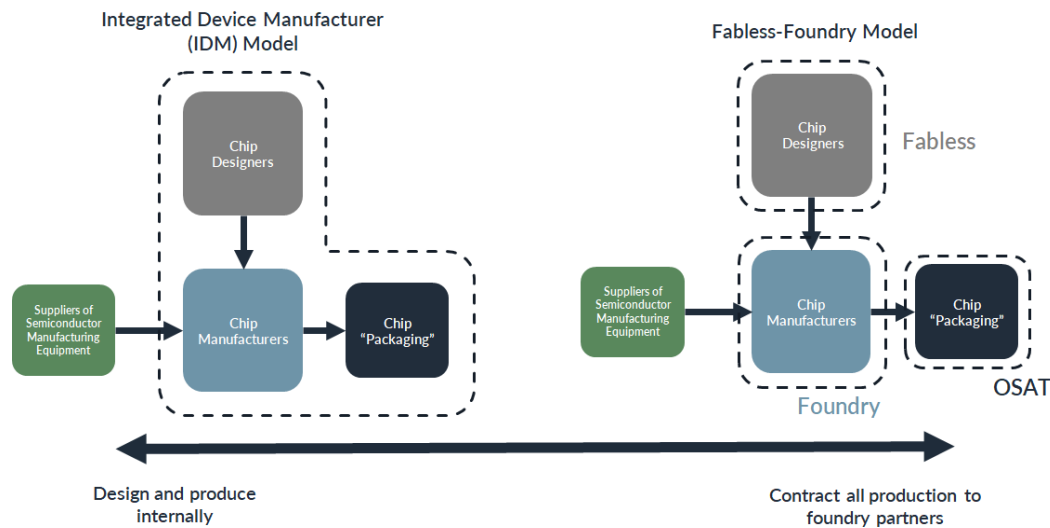 Integrated Device Manufacturer
(IDM) Model
Chip
Designers
Suppliers of
Semiconductor
Manufacturing
Equipment
Chip
Manufacturers
Chip
“Packaging”
Fabless-Foundry Model
Chip
Designers
Fabless
Suppliers of
Semiconductor
Manufacturing
Equipment
Chip
Manufacturers
Chip
“Packaging”
Foundry
OSAT
Design and produce
internally
Contract all production to
foundry partners